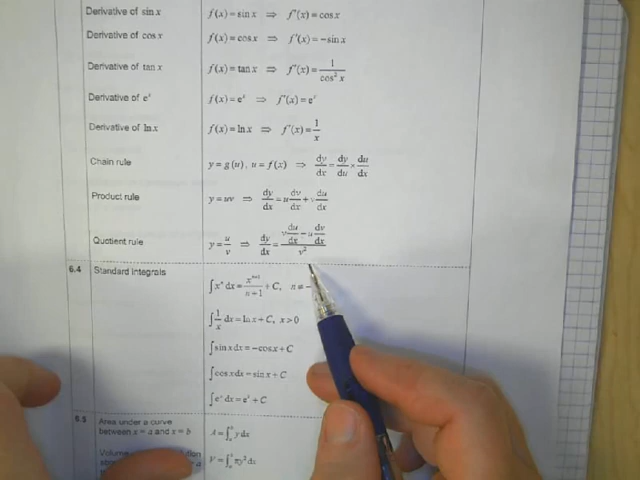 Derivative of sin x f(x) = sin x ⇒ f′(x) = cos x
Derivative of cos x f(x) = cos x ⇒ f′(x) = −sin x
Derivative of tan x f(x) = tan x ⇒ f′(x) = 1/cos² x
Derivative of eˣ f(x) = eˣ ⇒ f′(x) = eˣ
Derivative of ln x f(x) = ln x ⇒ f′(x) = 1/x
Chain rule y = g(u), u = f(x) ⇒ dy/dx = dy/du × du/dx
Product rule y = uv ⇒ dy/dx = u dv/dx + v du/dx
Quotient rule y = u/v ⇒ dy/dx = (v du/dx − u dv/dx)/v²
6.4 Standard integrals ∫xⁿ dx = xⁿ⁺¹/(n+1) + C, n ≠ −
∫1/x dx = ln x + C, x > 0
∫sin x dx = −cos x + C
∫cos x dx = sin x + C
∫eˣ dx = eˣ + C
6.5 Area under a curve
between x = a and x = b A = ∫ₐᵇ y dx
Volume
V = ∫ₐᵇ πy² dx